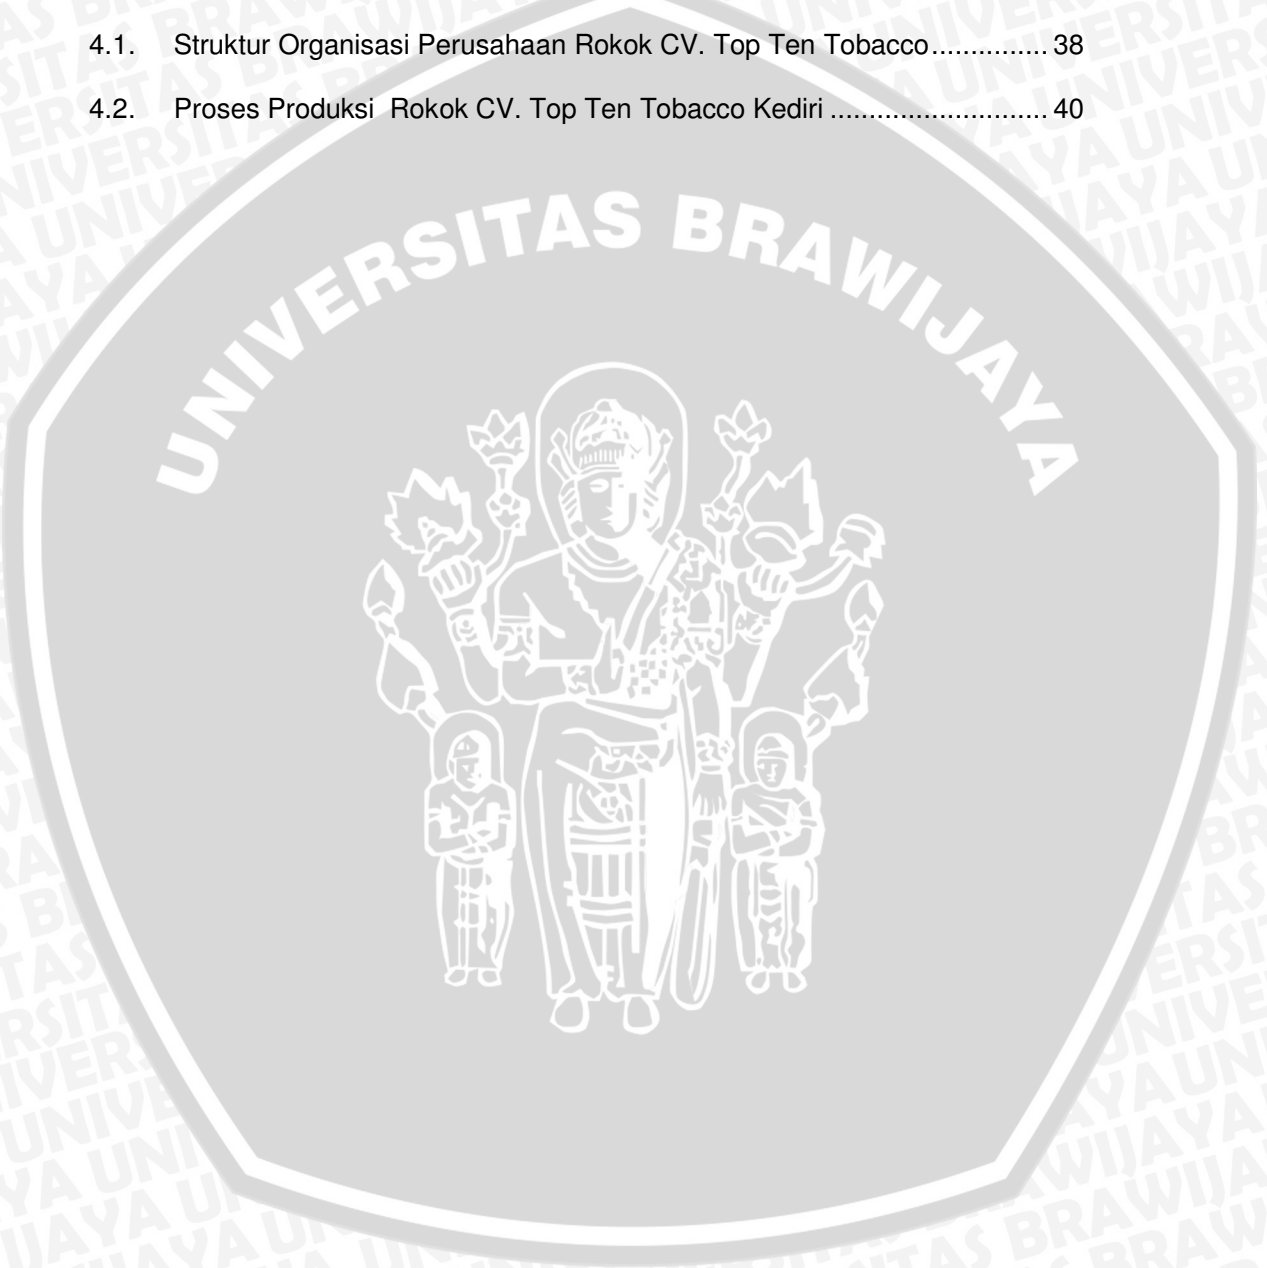 4.1. Struktur Organisasi Perusahaan Rokok CV. Top Ten Tobacco............... 38
4.2. Proses Produksi  Rokok CV. Top Ten Tobacco Kediri ............................ 40
UNIVERSITAS BRAWIJAYA